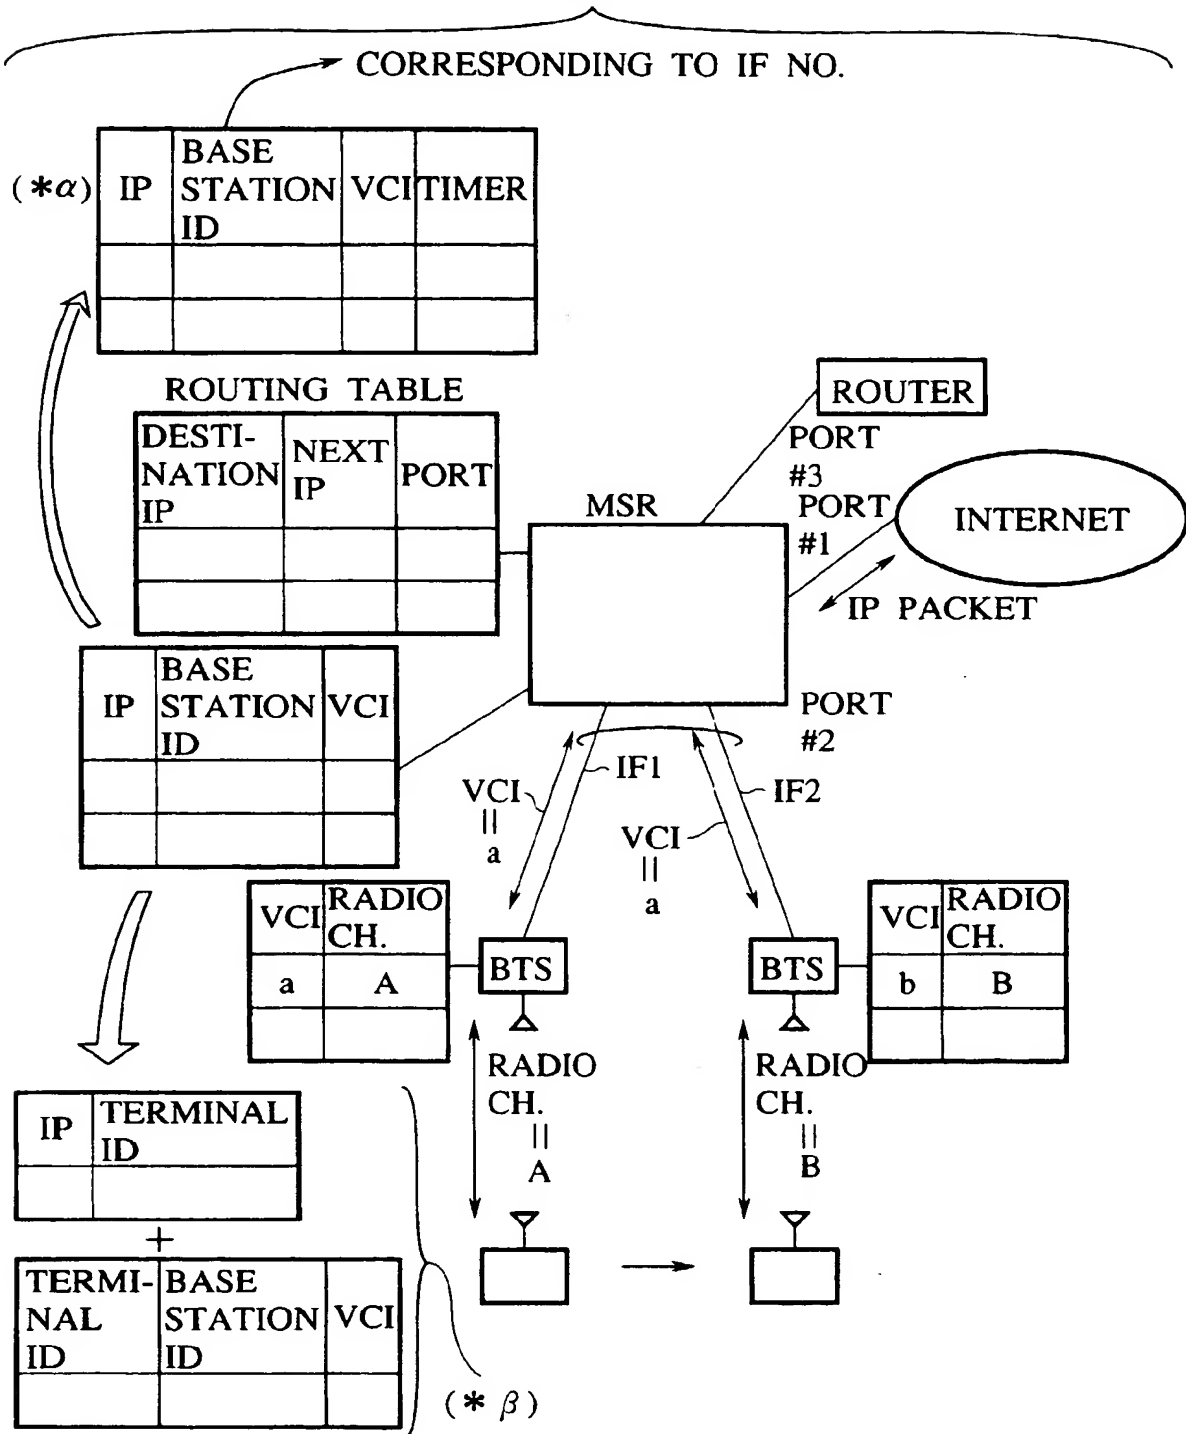 CORRESPONDING TO IF NO.
(*α)
IP
BASE
STATION
ID
VCI
TIMER
ROUTING TABLE
DESTI-
NATION
IP
NEXT
IP
PORT
ROUTER
PORT
#3
MSR
PORT
#1
INTERNET
IP PACKET
IP
BASE
STATION
ID
VCI
PORT
#2
IF1
IF2
VCI
=
a
VCI
=
a
VCI
RADIO
CH.
a
A
BTS
BTS
VCI
RADIO
CH.
b
B
RADIO
CH.
=
A
RADIO
CH.
=
B
IP
TERMINAL
ID
+
TERMI-
NAL
ID
BASE
STATION
ID
VCI
(* β)